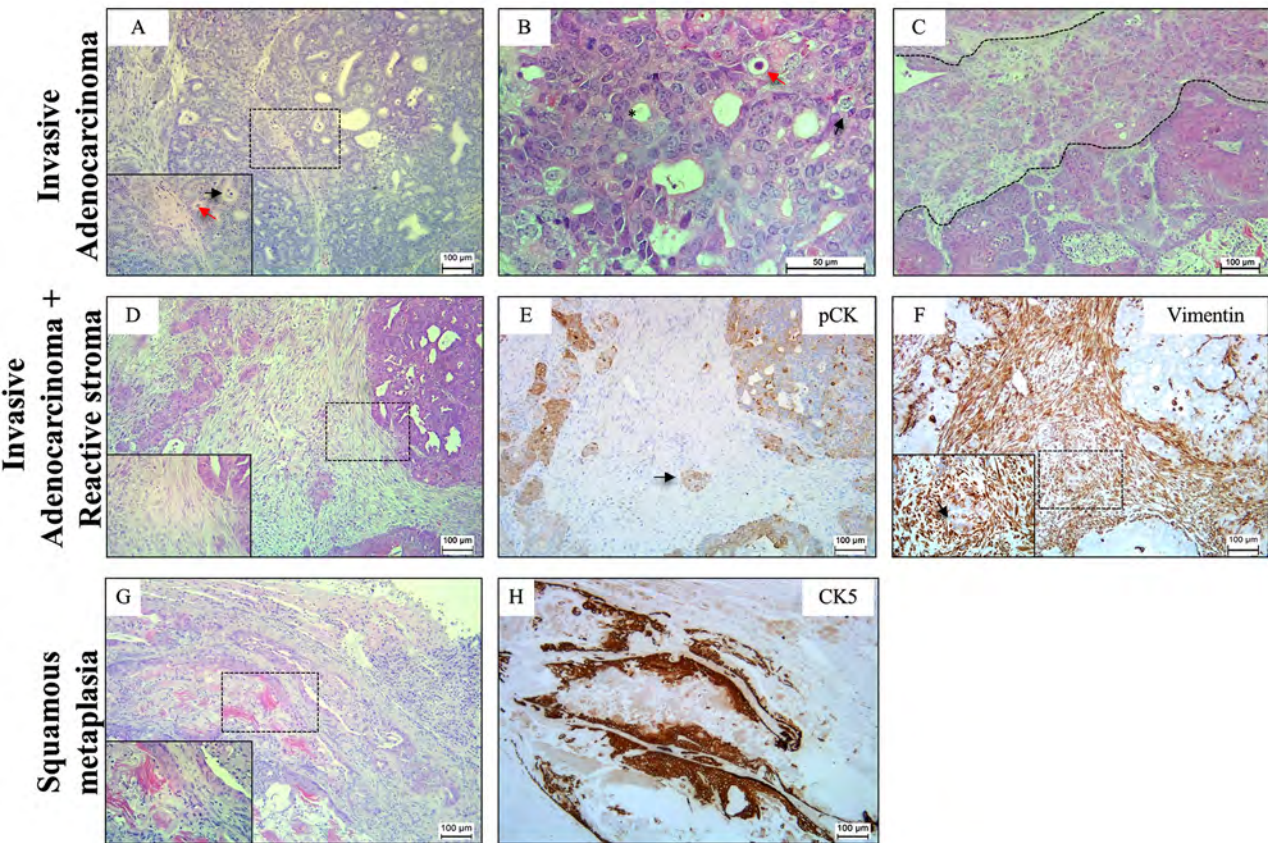 Invasive
Adenocarcinoma
A
100 µm
B
*
50 µm
C
100 µm
Invasive
Adenocarcinoma +
Reactive stroma
D
100 µm
E
pCK
100 µm
F
Vimentin
100 µm
Squamous
metaplasia
G
100 µm
H
CK5
100 µm